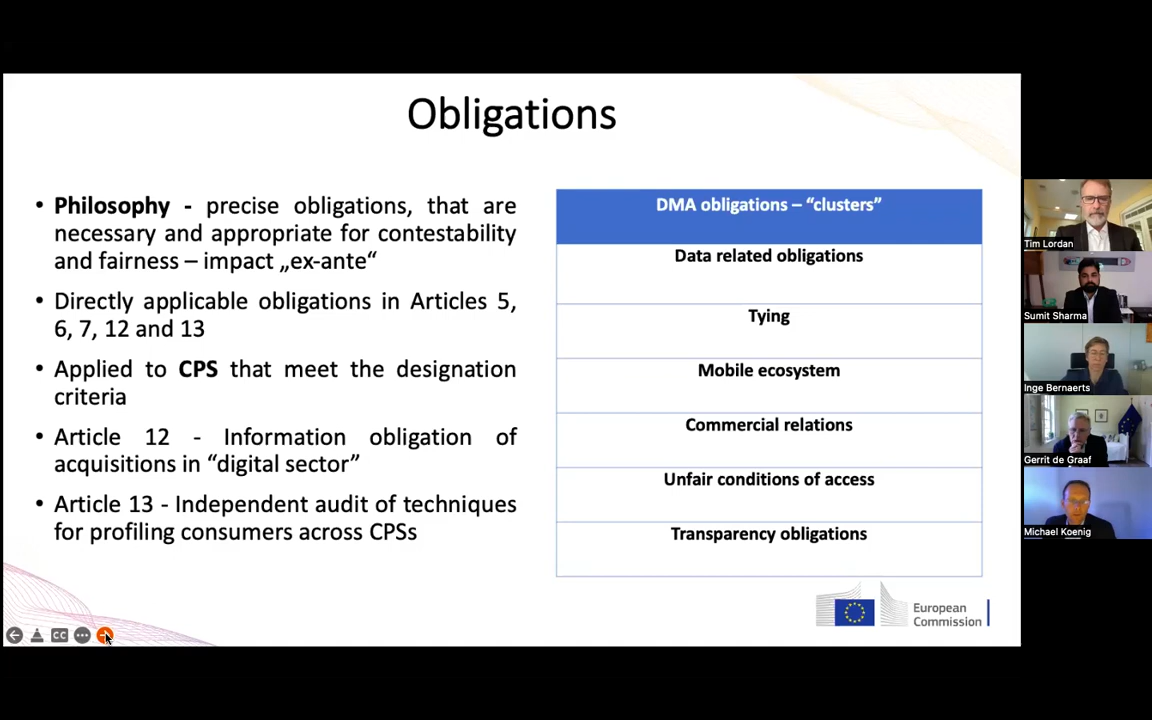 Obligations
• Philosophy - precise obligations, that are
necessary and appropriate for contestability
and fairness – impact „ex-ante“
• Directly applicable obligations in Articles 5,
6, 7, 12 and 13
• Applied to CPS that meet the designation
criteria
• Article 12 - Information obligation of
acquisitions in “digital sector”
• Article 13 - Independent audit of techniques
for profiling consumers across CPSs
DMA obligations – “clusters”
Data related obligations
Tying
Mobile ecosystem
Commercial relations
Unfair conditions of access
Transparency obligations
European
Commission
CC
Tim Lordan
Sumit Sharma
Inge Bernaerts
Gerrit de Graaf
Michael Koenig